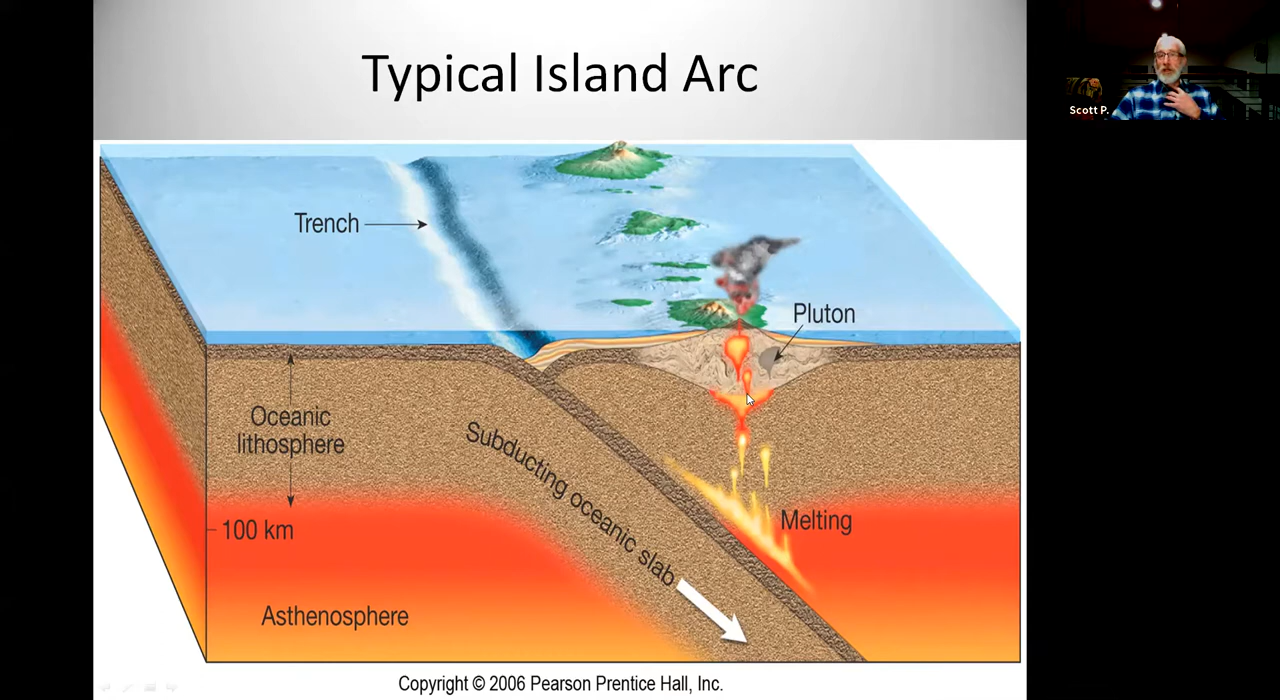 Typical Island Arc
Scott P.
Trench
Pluton
Oceanic
lithosphere
Subducting oceanic slab
100 km
Melting
Asthenosphere
Copyright © 2006 Pearson Prentice Hall, Inc.